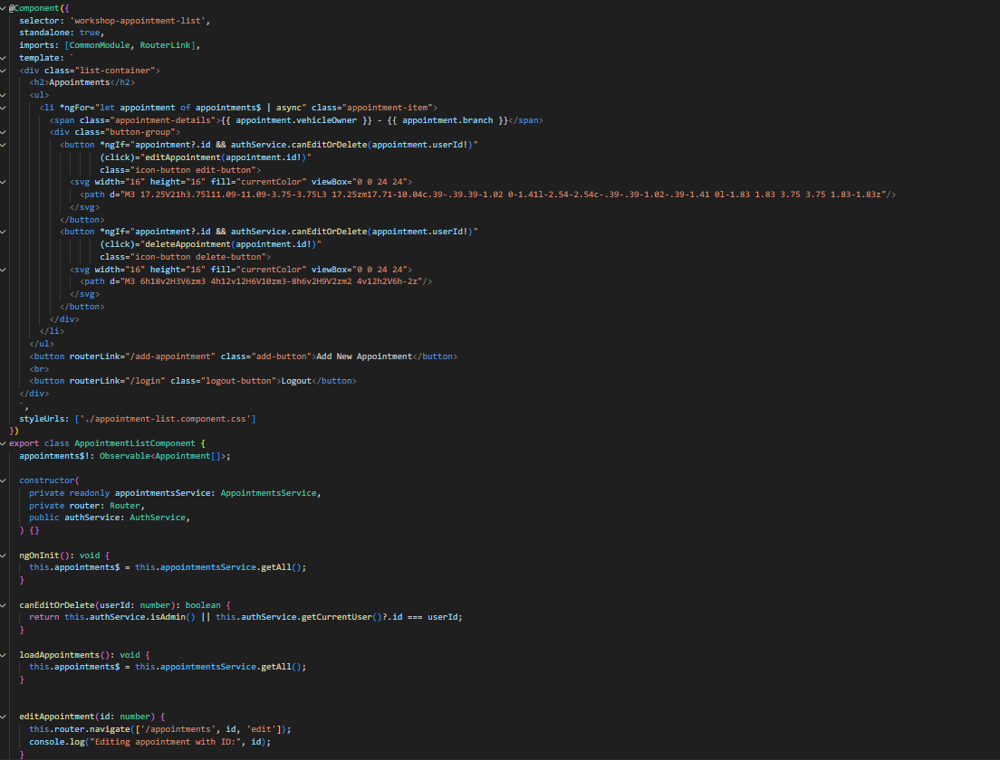 @Component({
  selector: 'workshop-appointment-list',
  standalone: true,
  imports: [CommonModule, RouterLink],
  template: `
  <div class="list-container">
    <h2>Appointments</h2>
    <ul>
      <li *ngFor="let appointment of appointments$ | async" class="appointment-item">
        <span class="appointment-details">{{ appointment.vehicleOwner }} - {{ appointment.branch }}</span>
        <div class="button-group">
          <button *ngIf="appointment?.id && authService.canEditOrDelete(appointment.userId!)"
                  (click)="editAppointment(appointment.id!)"
                  class="icon-button edit-button">
            <svg width="16" height="16" fill="currentColor" viewBox="0 0 24 24">
              <path d="M3 17.25V21h3.75l11.09-11.09-3.75-3.75L3 17.25zm17.71-10.04c.39-.39.39-1.02 0-1.41l-2.54-2.54c-.39-.39-1.02-.39-1.41 0l-1.83 1.83 3.75 3.75 1.83-1.83z"/>
            </svg>
          </button>
          <button *ngIf="appointment?.id && authService.canEditOrDelete(appointment.userId!)"
                  (click)="deleteAppointment(appointment.id!)"
                  class="icon-button delete-button">
            <svg width="16" height="16" fill="currentColor" viewBox="0 0 24 24">
              <path d="M3 6h18v2H3V6zm3 4h12v12H6V10zm3-8h6v2H9V2zm2 4v12h2V6h-2z"/>
            </svg>
          </button>
        </div>
      </li>
    </ul>
    <button routerLink="/add-appointment" class="add-button">Add New Appointment</button>
    <br>
    <button routerLink="/login" class="logout-button">Logout</button>
  </div>
  `,
  styleUrls: ['./appointment-list.component.css']
})
export class AppointmentListComponent {
  appointments$!: Observable<Appointment[]>;
  constructor(
    private readonly appointmentsService: AppointmentsService,
    private router: Router,
    public authService: AuthService,
  ) {}
  ngOnInit(): void {
    this.appointments$ = this.appointmentsService.getAll();
  }
  canEditOrDelete(userId: number): boolean {
    return this.authService.isAdmin() || this.authService.getCurrentUser()?.id === userId;
  }
  loadAppointments(): void {
    this.appointments$ = this.appointmentsService.getAll();
  }
  editAppointment(id: number) {
    this.router.navigate(['/appointments', id, 'edit']);
    console.log("Editing appointment with ID:", id);
  }